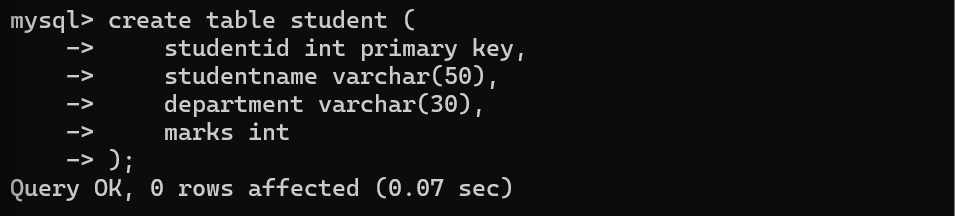 mysql> create table student (
    ->     studentid int primary key,
    ->     studentname varchar(50),
    ->     department varchar(30),
    ->     marks int
    -> );
Query OK, 0 rows affected (0.07 sec)